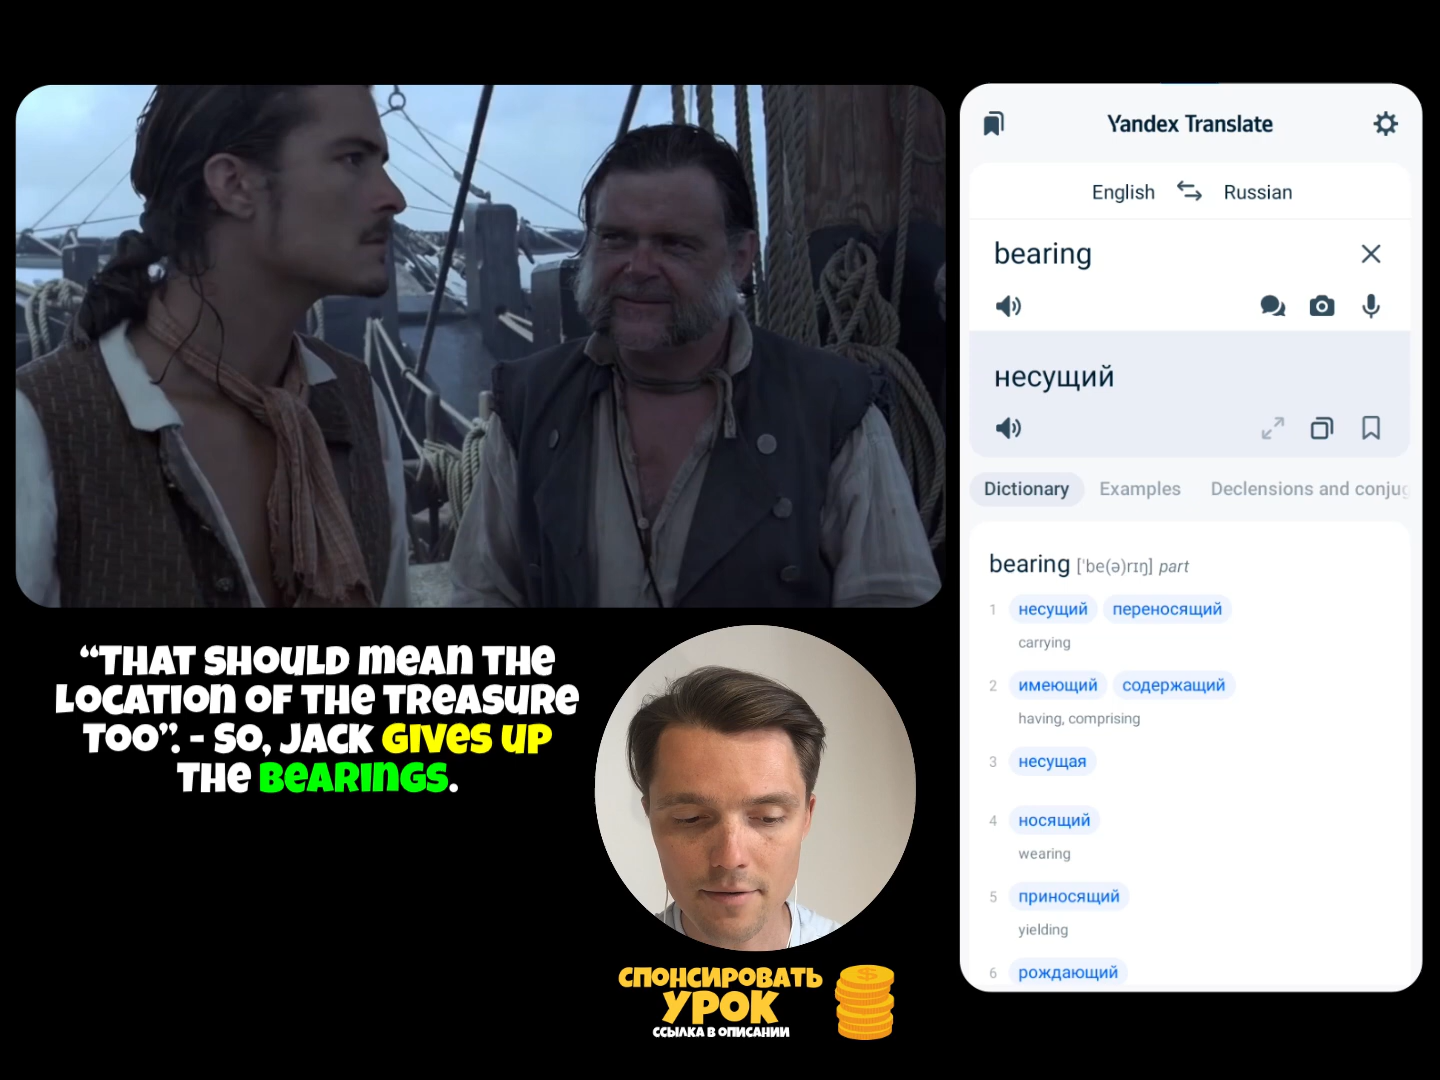 “THAT SHOULD MEAN THE
LOCATION OF THE TREASURE
TOO”. - SO, JACK GIVES UP
THE BEARINGS.
СПОНСИРОВАТЬ
УРОК
ССЫЛКА В ОПИСАНИИ
Yandex Translate
English Russian
bearing
несущий
Dictionary Examples Declensions and conjug
bearing [ˈbe(ə)rɪŋ] part
1 несущий переносящий
carrying
2 имеющий содержащий
having, comprising
3 несущая
4 носящий
wearing
5 приносящий
yielding
6 рождающий